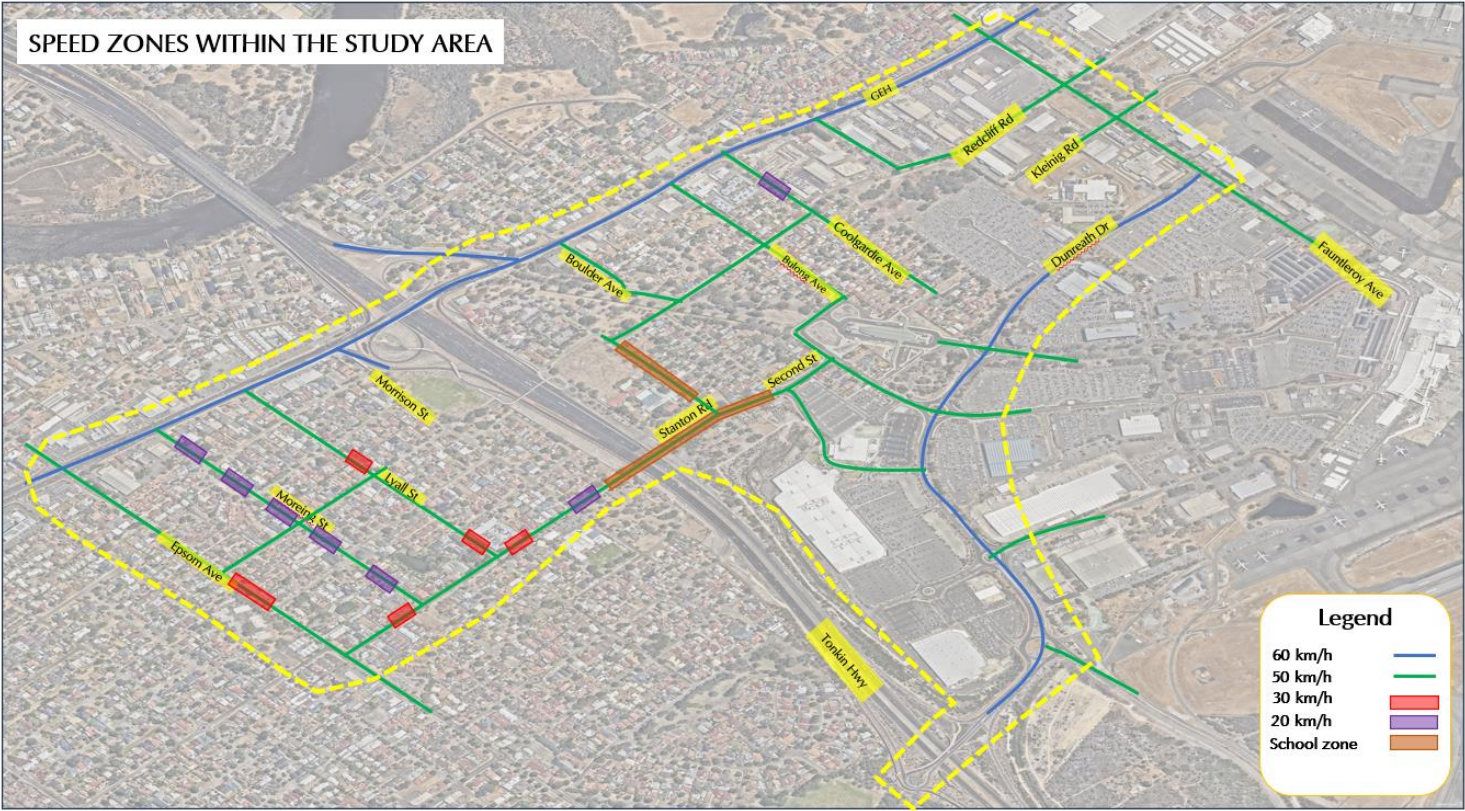 SPEED ZONES WITHIN THE STUDY AREA
GEH
Redcliff Rd
Kleinig Rd
Coolgardie Ave
Dunreath Dr
Fauntleroy Ave
Boulder Ave
Bulong Ave
Second St
Stanton Rd
Morrison St
Lyall St
Moreing St
Epsom Ave
Tonkin Hwy
Legend
60 km/h
50 km/h
30 km/h
20 km/h
School zone